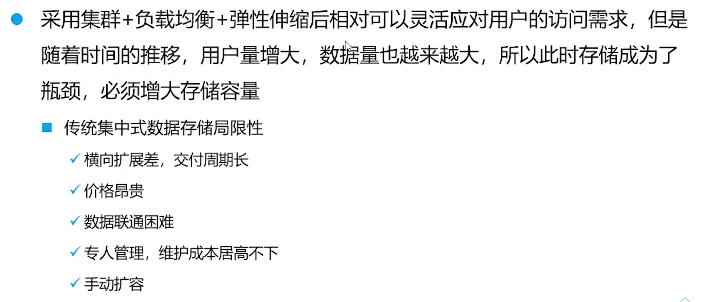 采用集群+负载均衡+弹性伸缩后相对可以灵活应对用户的访问需求，但是
随着时间的推移，用户量增大，数据量也越来越大，所以此时存储成为了
瓶颈，必须增大存储容量
传统集中式数据存储局限性
横向扩展差，交付周期长
价格昂贵
数据联通困难
专人管理，维护成本居高不下
手动扩容